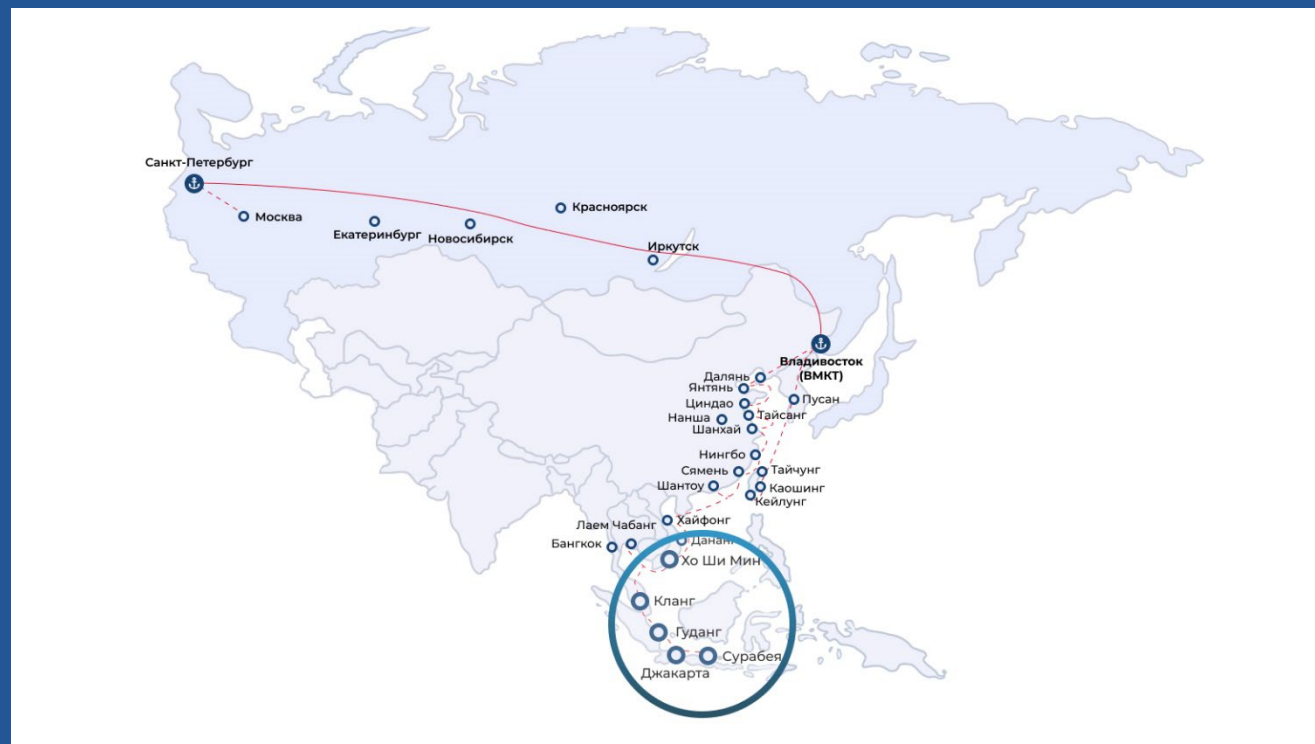 Санкт-Петербург
Москва
Екатеринбург
Новосибирск
Красноярск
Иркутск
Владивосток
(ВМКТ)
Далянь
Янтянь
Циндао
Пусан
Нанша
Тайсанг
Шанхай
Нингбо
Сямень
Тайчунг
Шантоу
Каошинг
Кейлунг
Хайфонг
Лаем Чабанг
Бангкок
Дананг
Хо Ши Мин
Кланг
Гуданг
Сурабея
Джакарта